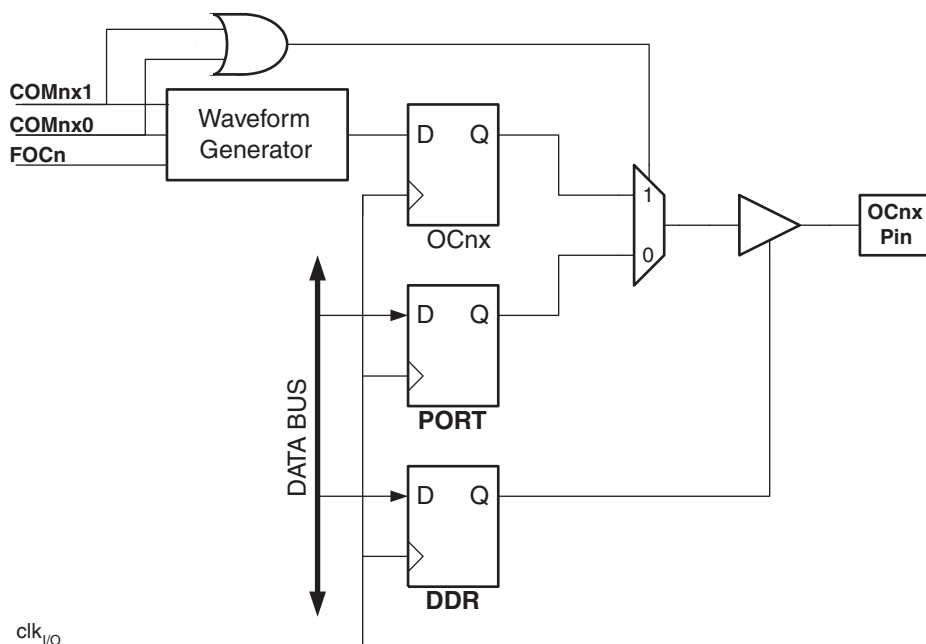 COMnx1
COMnx0
FOCn
Waveform
Generator
D Q
OCnx
1
0
OCnx
Pin
D Q
PORT
DATA BUS
D Q
DDR
clkI/O